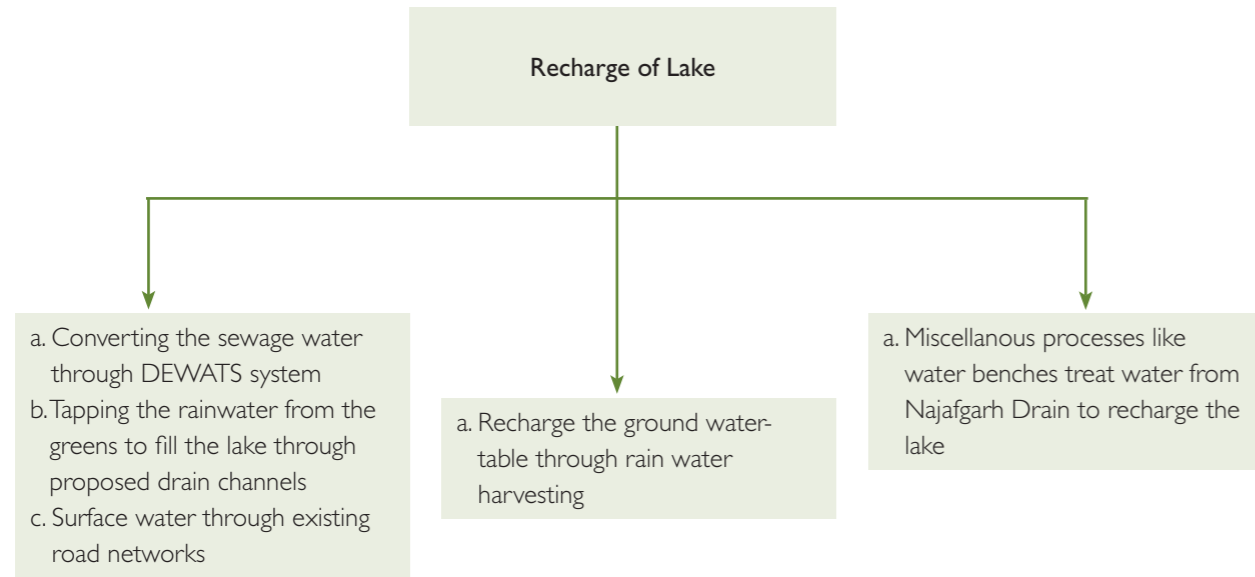 Recharge of Lake
a. Converting the sewage water
through DEWATS system
b. Tapping the rainwater from the
greens to fill the lake through
proposed drain channels
c. Surface water through existing
road networks
a. Recharge the ground water-
table through rain water
harvesting
a. Miscellanous processes like
water benches treat water from
Najafgarh Drain to recharge the
lake